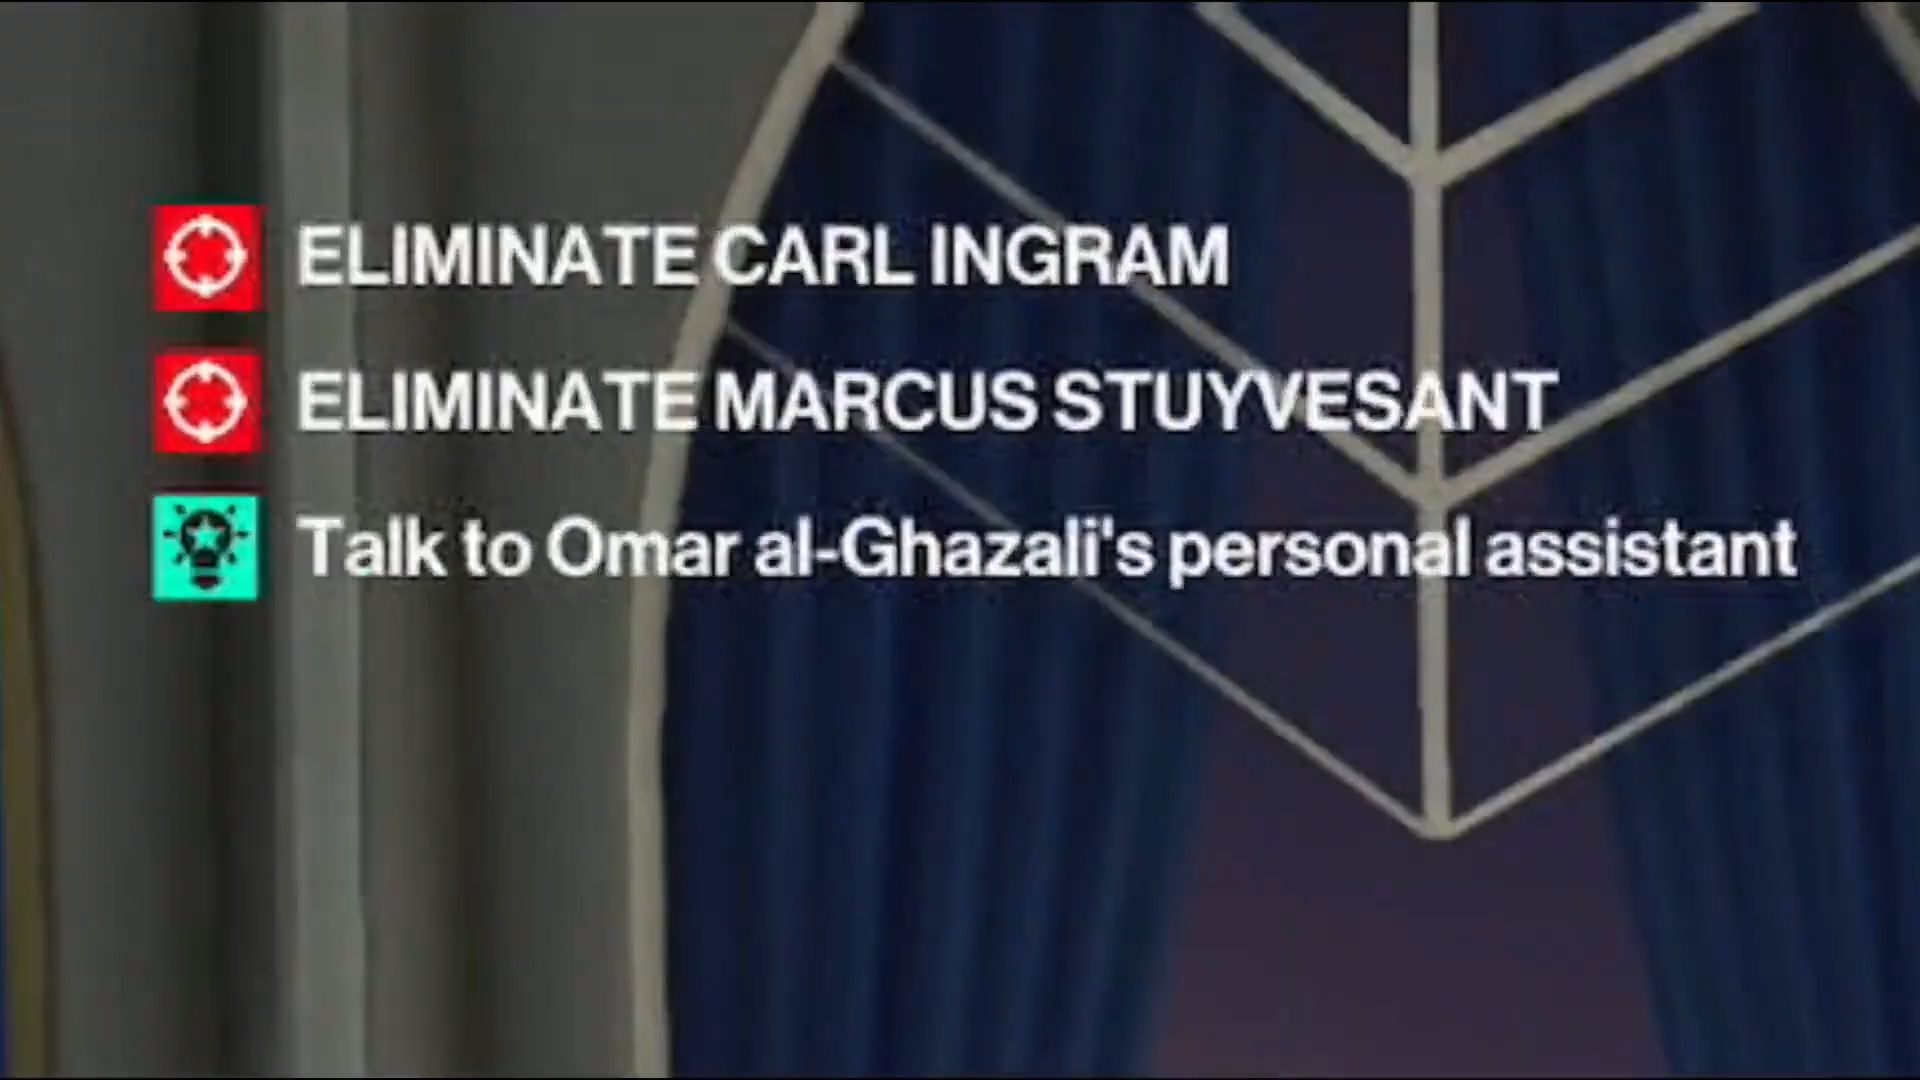 ELIMINATE CARL INGRAM
ELIMINATE MARCUS STUYVESANT
Talk to Omar al-Ghazali's personal assistant